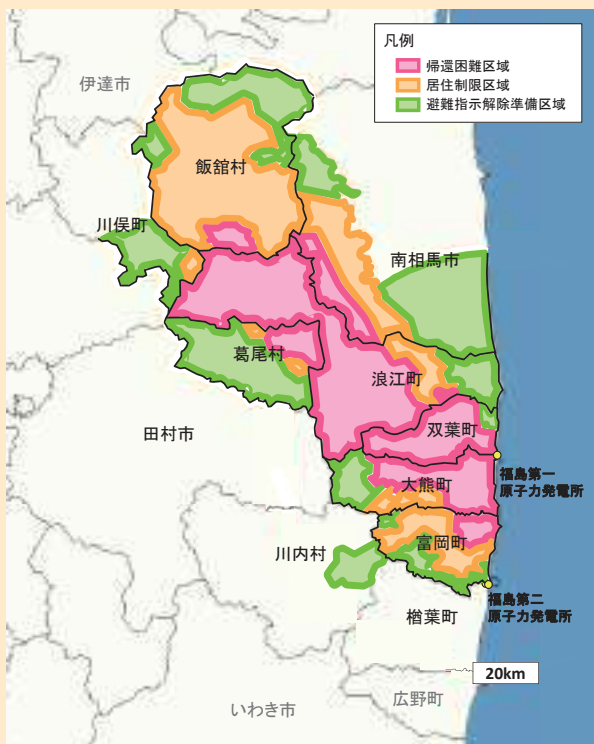 凡例
帰還困難区域
居住制限区域
避難指示解除準備区域
伊達市
飯舘村
川俣町
南相馬市
葛尾村
浪江町
田村市
双葉町
大熊町
福島第一
原子力発電所
富岡町
川内村
福島第二
原子力発電所
楢葉町
20km
広野町
いわき市